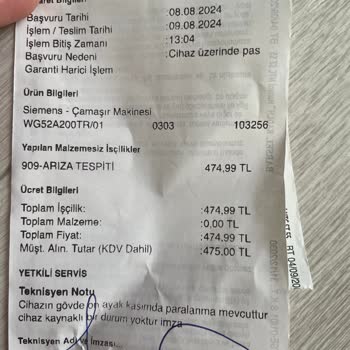 Başvuru Tarihi :08.08.2024
İşlem / Teslim Tarihi :09.08.2024
İşlem Bitiş Zamanı :13:04
Başvuru Nedeni :Cihaz üzerinde pas
Garanti Harici İşlem
Ürün Bilgileri
Siemens - Çamaşır Makinesi
WG52A200TR/01 0303 103256
Yapılan Malzemesiz İşçilikler
909-ARIZA TESPİTİ 474,99 TL
Ücret Bilgileri
Toplam İşçilik: :474,99 TL
Toplam Malzeme: :0,00 TL
Toplam Fiyat: :474,99 TL
Müşt. Alın. Tutar (KDV Dahil) :475,00 TL
YETKİLİ SERVİS
Teknisyen Notu
Cihazın gövde ön ayak kasımda paralanma mevcuttur
cihaz kaynaklı bir durum yoktur imza
Teknisyen Adı ve İmzası